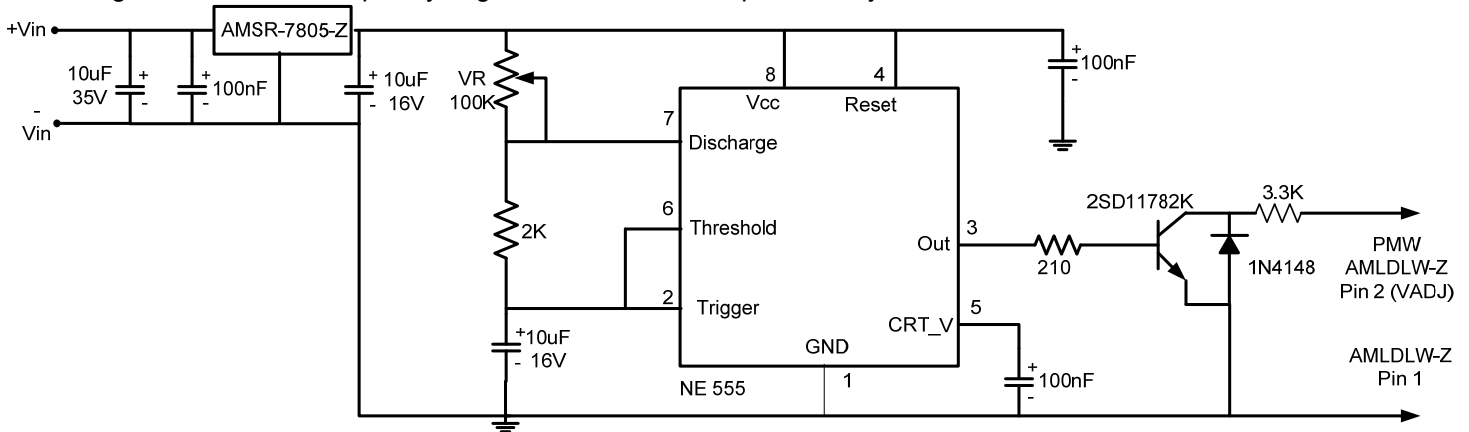 +Vin
AMSR-7805-Z
10uF
35V
+
-
+
-
100nF
+
-
10uF
16V
-
Vin
VR
100K
8
Vcc
4
Reset
+
-
100nF
7
Discharge
2K
6
Threshold
2
Trigger
+
-
10uF
16V
Out
3
CRT_V
5
GND
1
NE 555
+
-
100nF
210
2SD11782K
1N4148
3.3K
PMW
AMLDLW-Z
Pin 2 (VADJ)
AMLDLW-Z
Pin 1